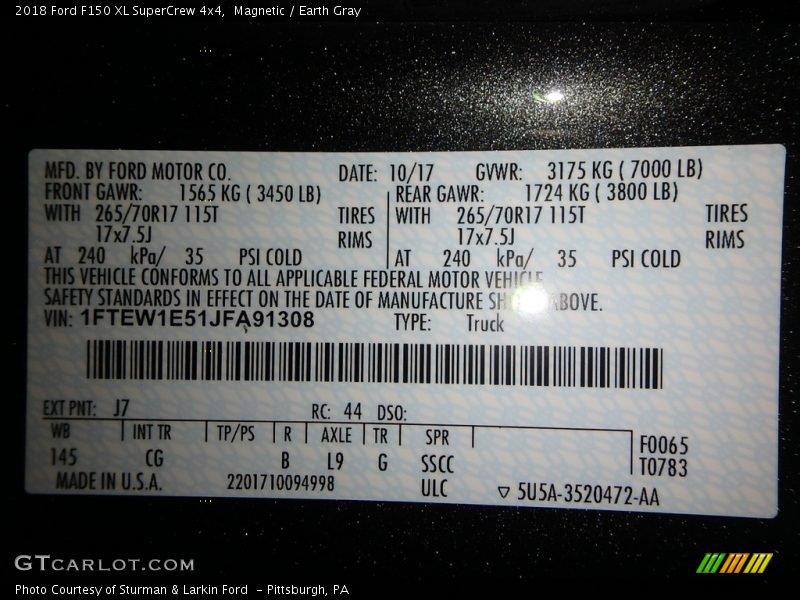 2018 Ford F150 XL SuperCrew 4x4, Magnetic / Earth Gray
MFD. BY FORD MOTOR CO. DATE: 10/17 GVWR: 3175 KG ( 7000 LB)
FRONT GAWR: 1565 KG ( 3450 LB) REAR GAWR: 1724 KG ( 3800 LB)
WITH 265/70R17 115T TIRES WITH 265/70R17 115T TIRES
17x7.5J RIMS 17x7.5J RIMS
AT 240 kPa/ 35 PSI COLD AT 240 kPa/ 35 PSI COLD
THIS VEHICLE CONFORMS TO ALL APPLICABLE FEDERAL MOTOR VEHICLE
SAFETY STANDARDS IN EFFECT ON THE DATE OF MANUFACTURE ABOVE.
VIN: 1FTEW1E51JFA91308 TYPE: Truck
EXT PNT: J7 RC: 44 DSO:
WB INT TR TP/PS R AXLE TR SPR F0065
145 CG B L9 G SSCC T0783
MADE IN U.S.A. 2201710094998 ULC ▽ 5U5A-3520472-AA
GTCARLOT.COM
Photo Courtesy of Sturman & Larkin Ford - Pittsburgh, PA